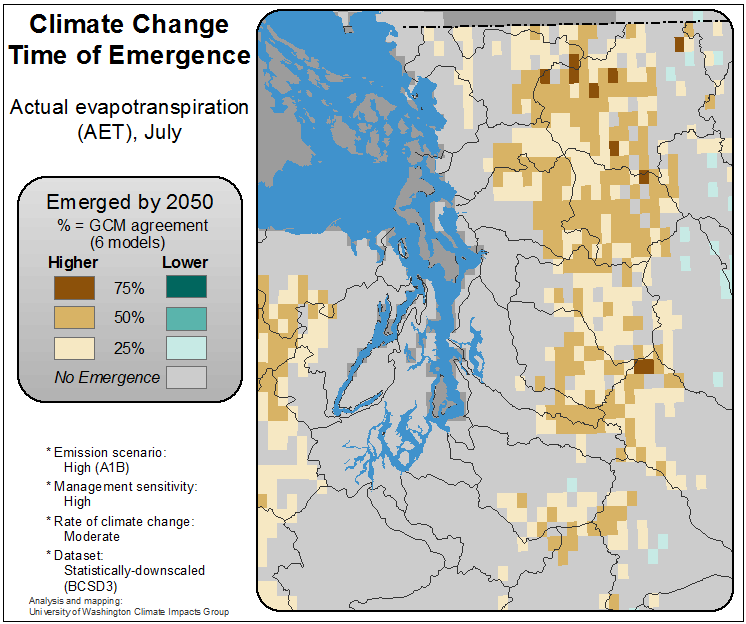 Climate Change
Time of Emergence
Actual evapotranspiration
(AET), July
Emerged by 2050
% = GCM agreement
(6 models)
Higher Lower
75%
50%
25%
No Emergence
* Emission scenario:
High (A1B)
* Management sensitivity:
High
* Rate of climate change:
Moderate
* Dataset:
Statistically-downscaled
(BCSD3)
Analysis and mapping:
University of Washington Climate Impacts Group